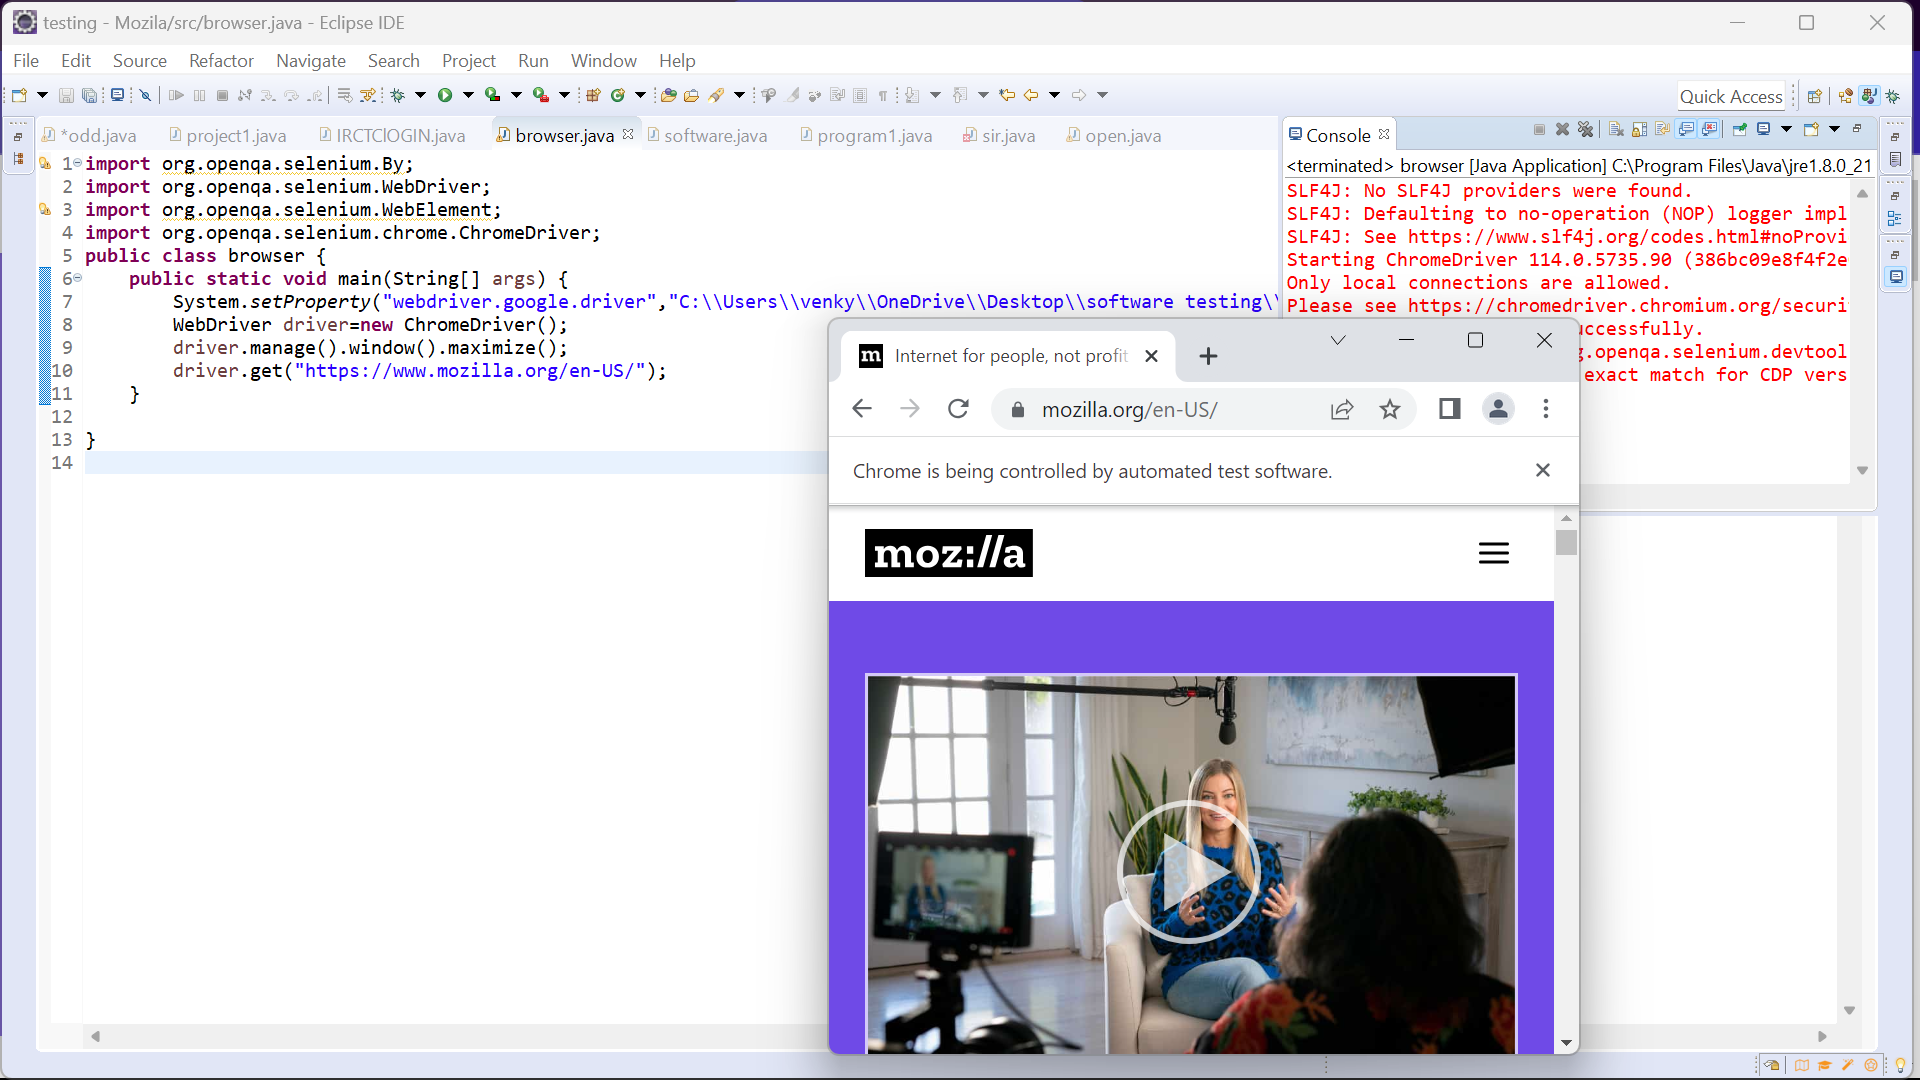 testing - Mozila/src/browser.java - Eclipse IDE
File Edit Source Refactor Navigate Search Project Run Window Help
Quick Access
*odd.java project1.java IRCTClOGIN.java browser.java software.java program1.java sir.java open.java
1 import org.openqa.selenium.By;
2 import org.openqa.selenium.WebDriver;
3 import org.openqa.selenium.WebElement;
4 import org.openqa.selenium.chrome.ChromeDriver;
5 public class browser {
6 public static void main(String[] args) {
7 System.setProperty("webdriver.google.driver","C:\\Users\\venky\\OneDrive\\Desktop\\software testing\\
8 WebDriver driver=new ChromeDriver();
9 driver.manage().window().maximize();
10 driver.get("https://www.mozilla.org/en-US/");
11 }
12
13 }
14
Console
<terminated> browser [Java Application] C:\Program Files\Java\jre1.8.0_21
SLF4J: No SLF4J providers were found.
SLF4J: Defaulting to no-operation (NOP) logger impl
SLF4J: See https://www.slf4j.org/codes.html#noProvi
Starting ChromeDriver 114.0.5735.90 (386bc09e8f4f2e
Only local connections are allowed.
Please see https://chromedriver.chromium.org/securi
uccessfully.
g.openqa.selenium.devtool
exact match for CDP vers
m Internet for people, not profit
mozilla.org/en-US/
Chrome is being controlled by automated test software.
moz://a